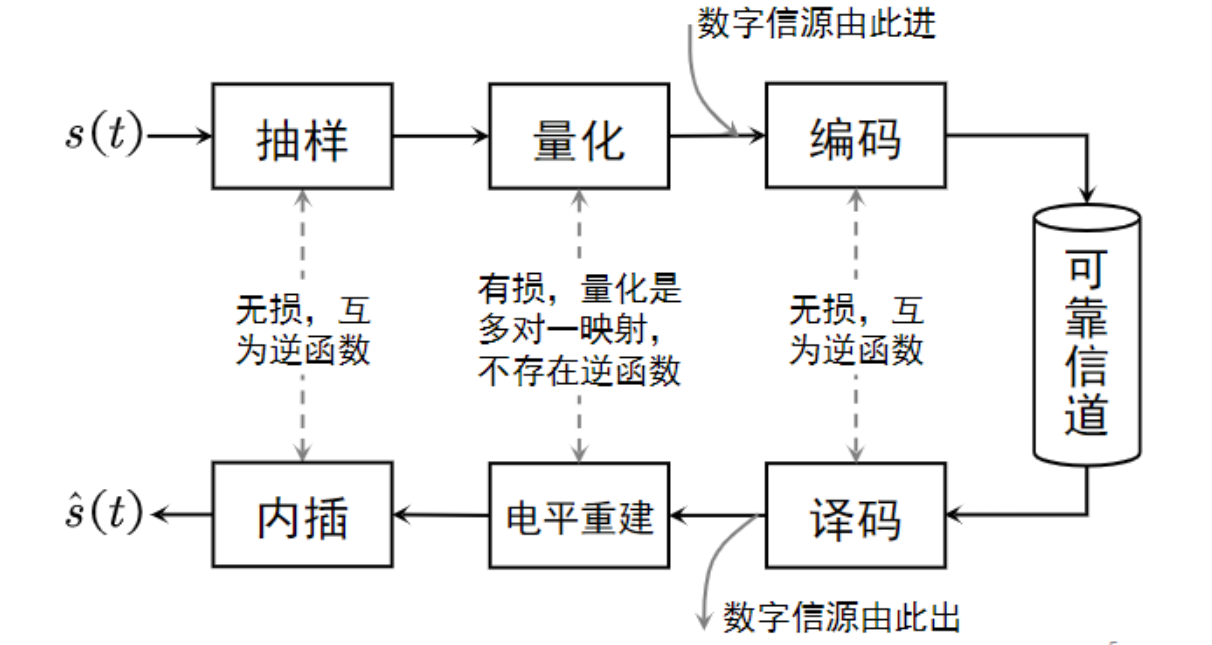 数字信源由此进
s(t)
抽样
量化
编码
无损，互
为逆函数
有损，量化是
多对一映射，
不存在逆函数
无损，互
为逆函数
可
靠
信
道
ŝ(t)
内插
电平重建
译码
数字信源由此出